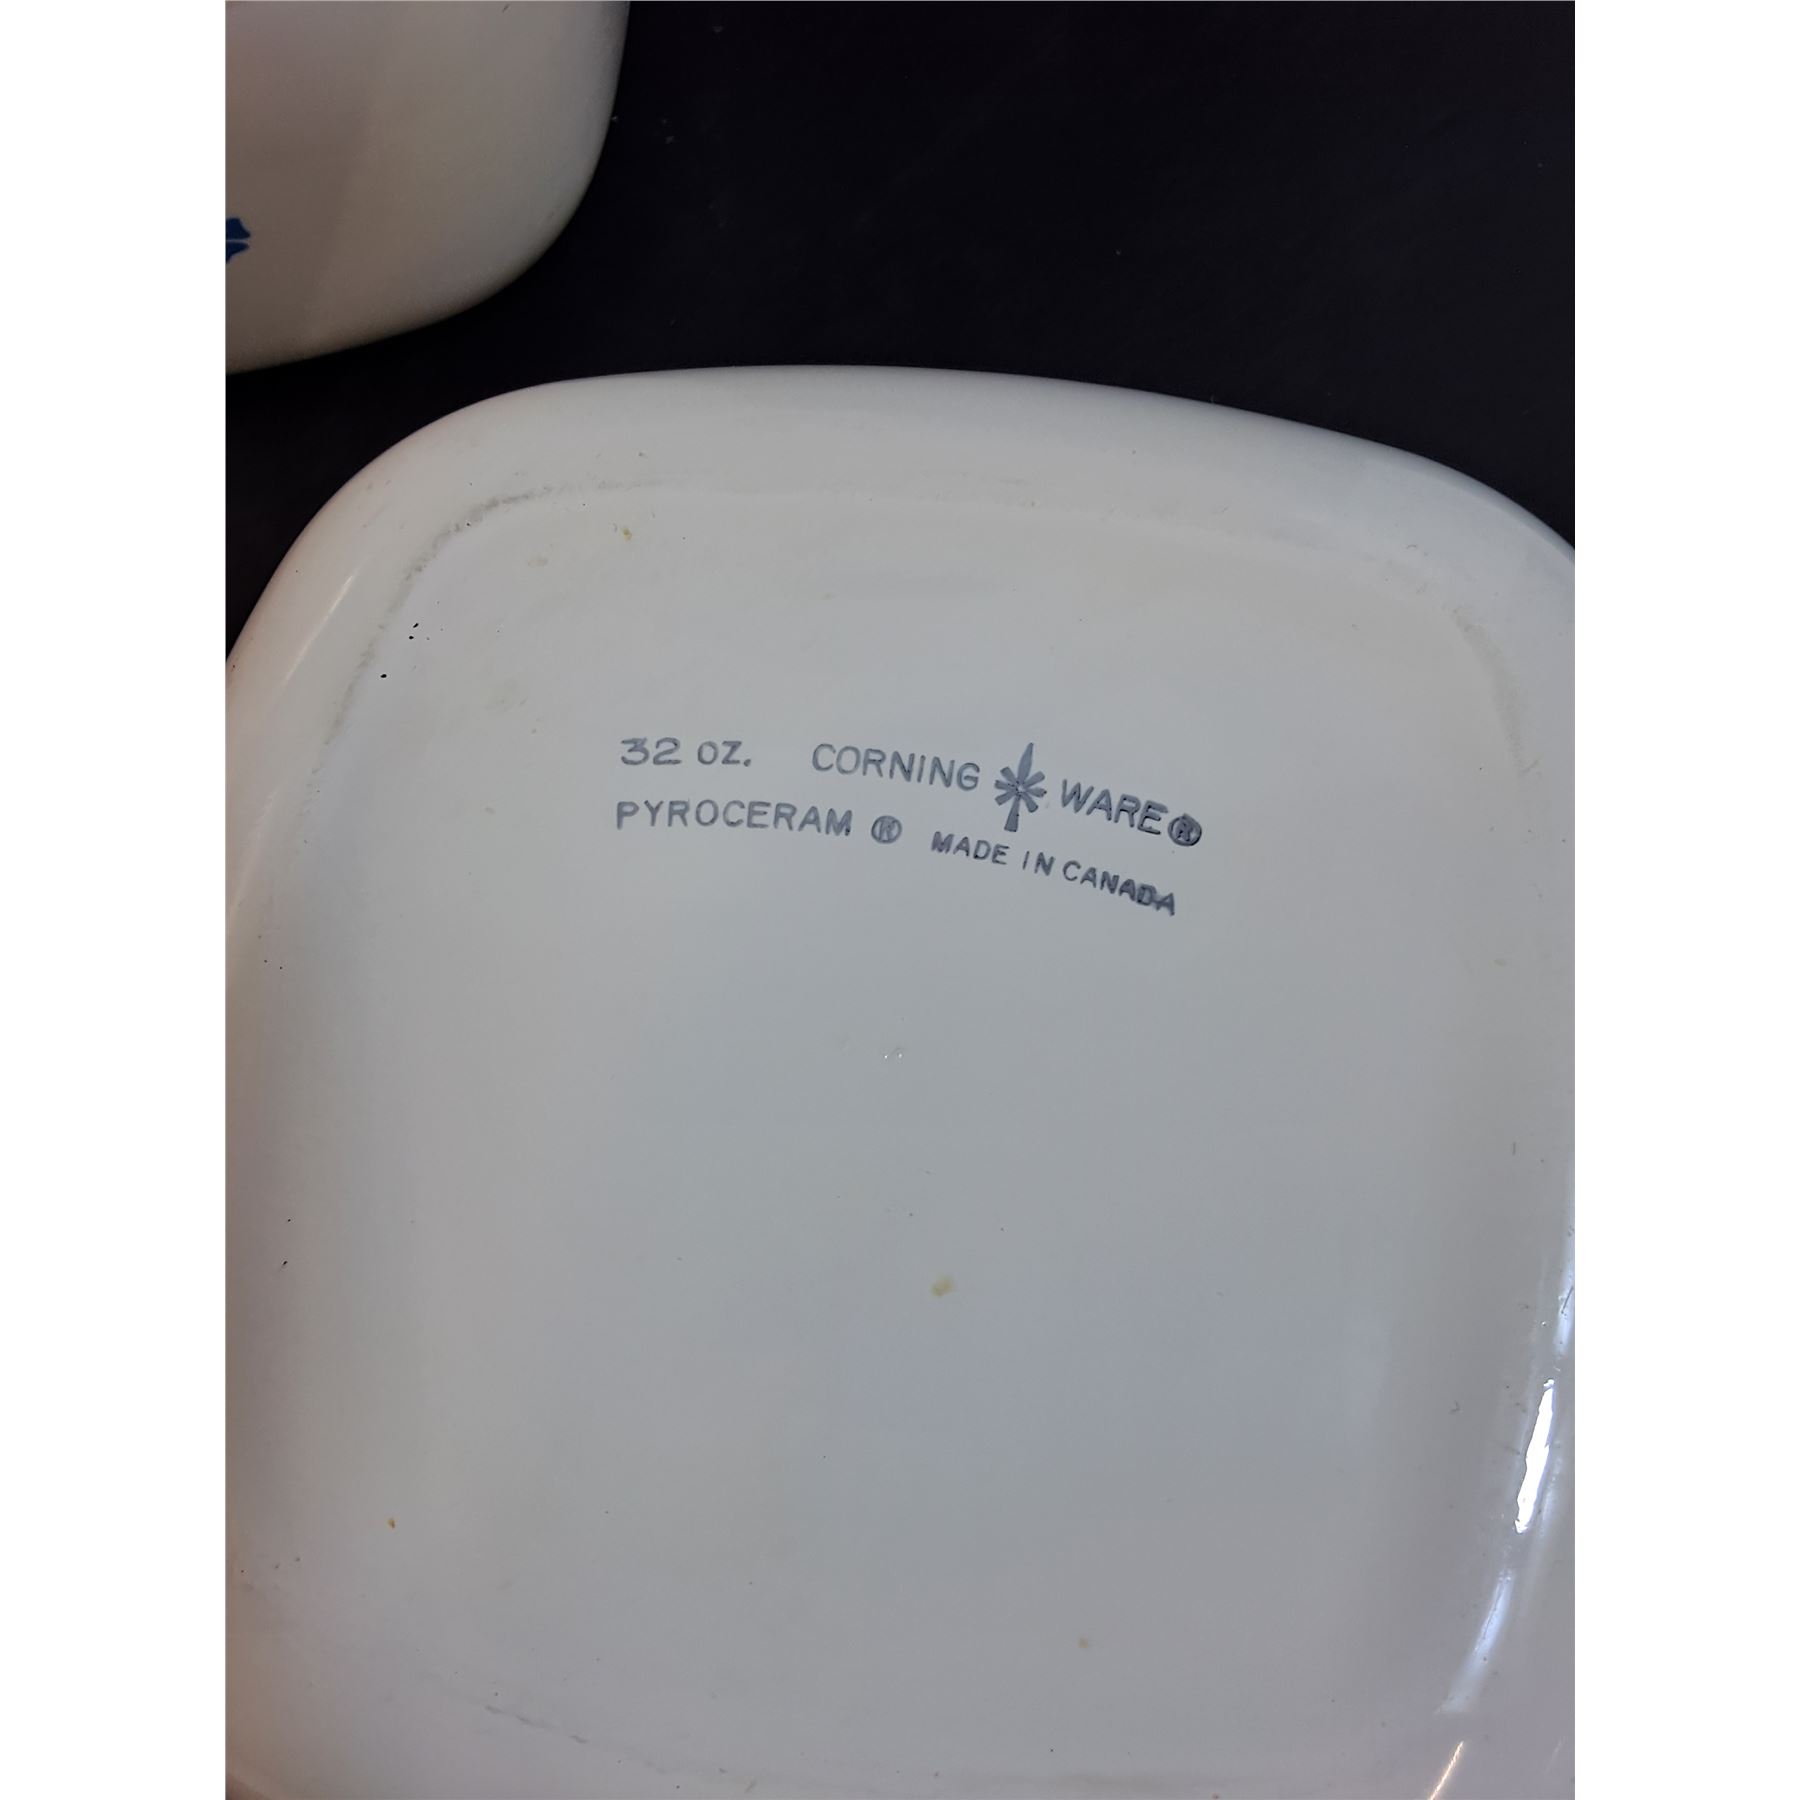 32 OZ. CORNING WARE®
PYROCERAM ® MADE IN CANADA